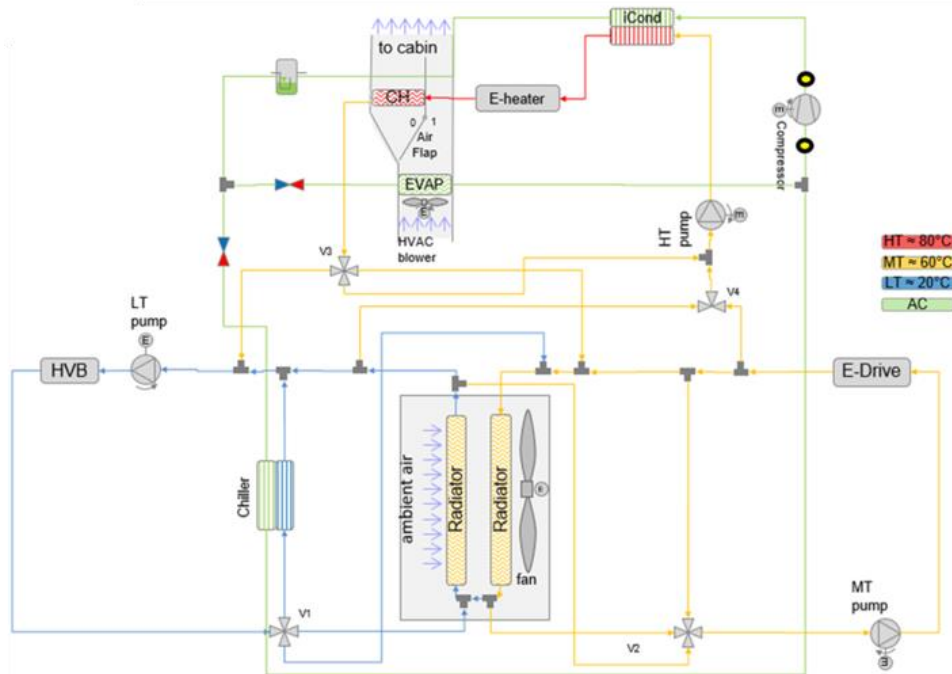 iCond
to cabin
CH
E-heater
0 1
Air
Flap
m
Compressor
EVAP
E
HVAC
blower
HT
pump
m
V3
V4
HT ≈ 80°C
MT ≈ 60°C
LT ≈ 20°C
AC
LT
pump
E
HVB
E-Drive
Chiller
ambient air
Radiator
Radiator
E
fan
V1
V2
MT
pump
m